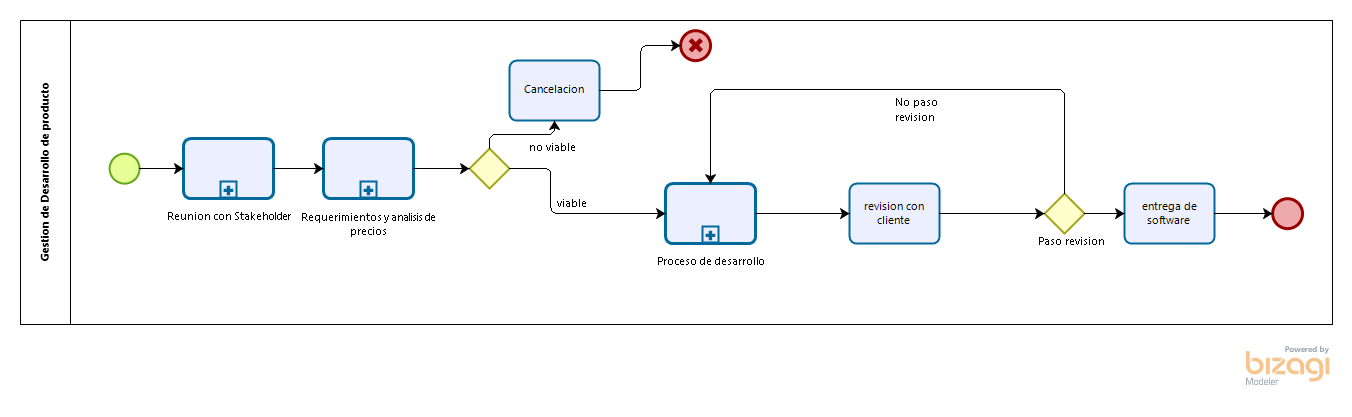 Gestion de Desarrollo de producto
Reunion con Stakeholder
Requerimientos y analisis de
precios
Cancelacion
no viable
viable
Proceso de desarrollo
revision con
cliente
No paso
revision
Paso revision
entrega de
software
Powered by
bizagi
Modeler